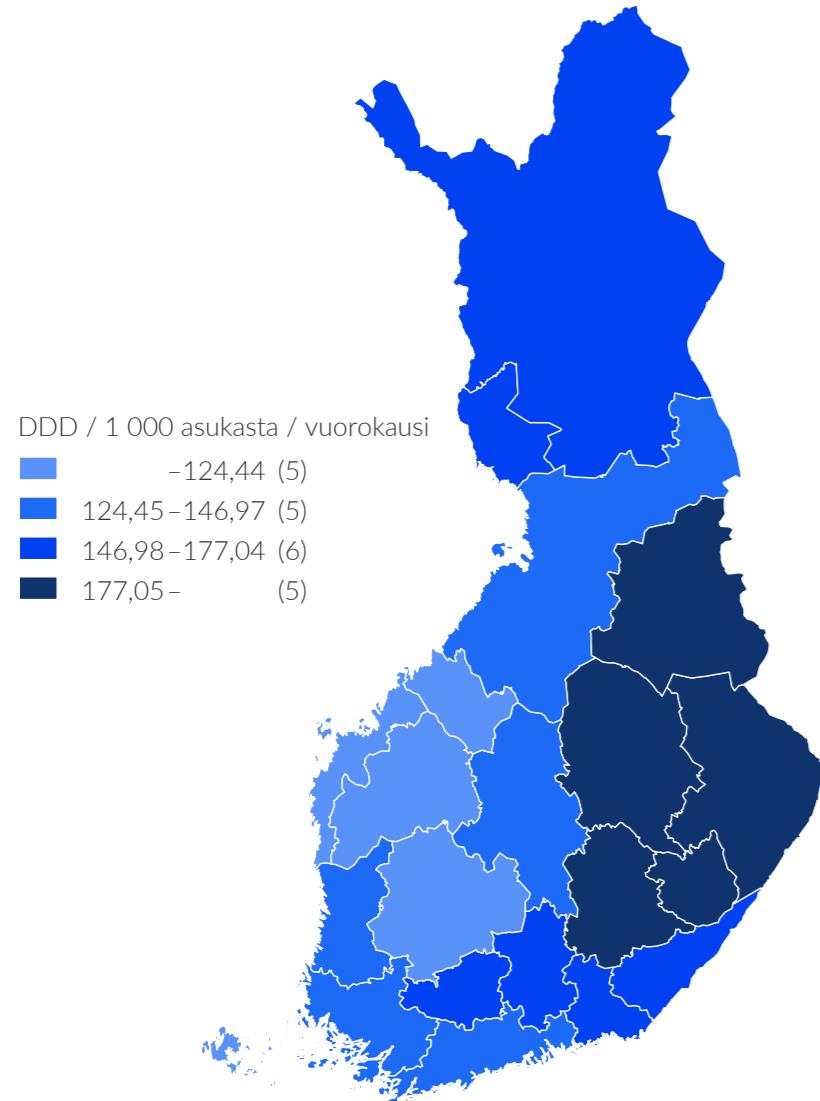 DDD / 1 000 asukasta / vuorokausi
–124,44 (5)
124,45–146,97 (5)
146,98–177,04 (6)
177,05– (5)